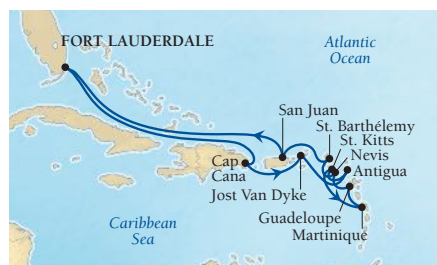 FORT LAUDERDALE
Atlantic
Ocean
San Juan
St. Barthélemy
St. Kitts
Nevis
Antigua
Cap
Cana
Jost Van Dyke
Guadeloupe
Martinique
Caribbean
Sea